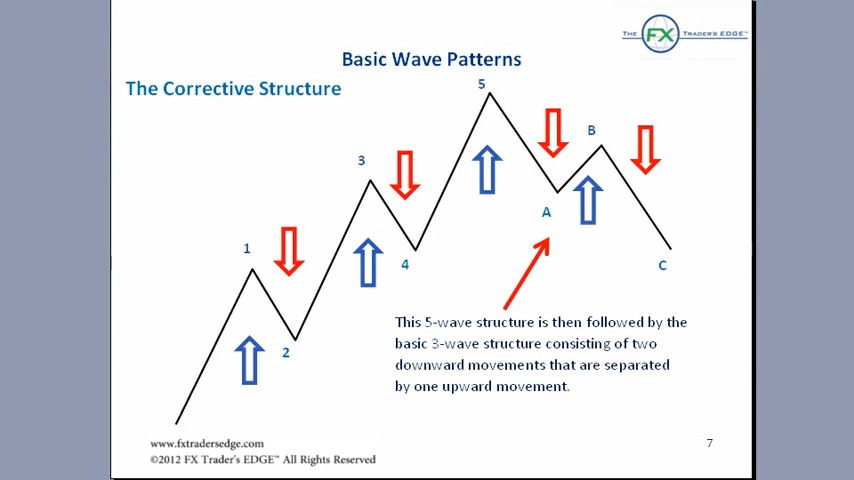 THE FX TRADER'S EDGE™
Basic Wave Patterns
The Corrective Structure
5
B
3
A
1
4
C
2
This 5-wave structure is then followed by the
basic 3-wave structure consisting of two
downward movements that are separated
by one upward movement.
www.fxtradersedge.com
7
©2012 FX Trader's EDGE™ All Rights Reserved